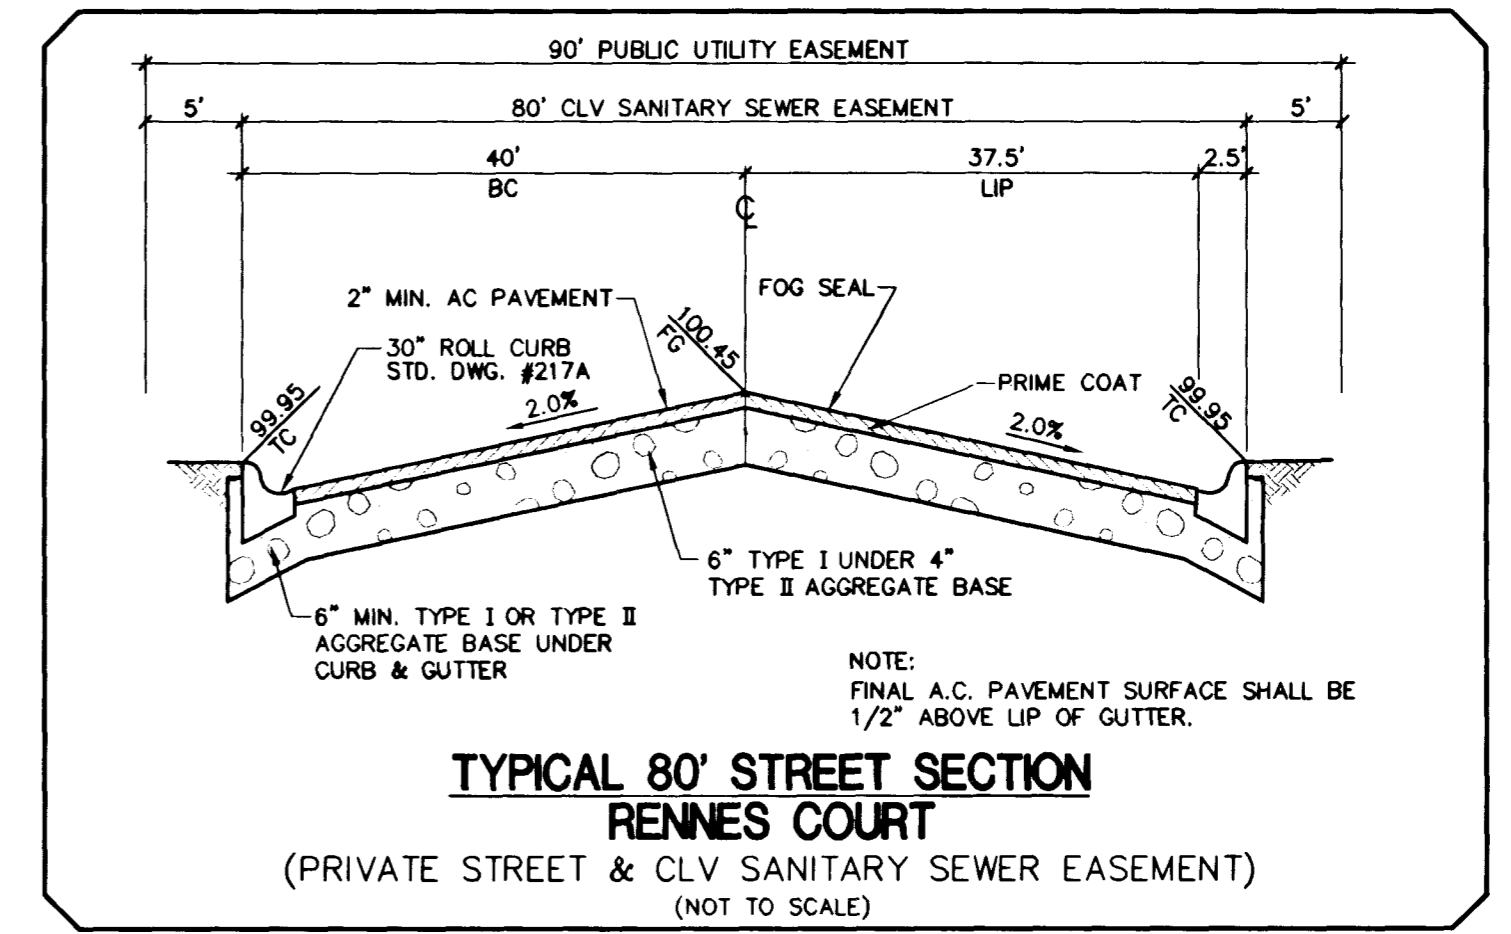 90' PUBLIC UTILITY EASEMENT
5'
80' CLV SANITARY SEWER EASEMENT
5'
40'
BC
37.5'
LIP
2.5'
℄
2" MIN. AC PAVEMENT
FOG SEAL
100.45
FG
30" ROLL CURB
STD. DWG. #217A
PRIME COAT
99.95
TC
2.0%
2.0%
99.95
TC
6" TYPE I UNDER 4"
TYPE II AGGREGATE BASE
6" MIN. TYPE I OR TYPE II
AGGREGATE BASE UNDER
CURB & GUTTER
NOTE:
FINAL A.C. PAVEMENT SURFACE SHALL BE
1/2" ABOVE LIP OF GUTTER.
TYPICAL 80' STREET SECTION
RENNES COURT
(PRIVATE STREET & CLV SANITARY SEWER EASEMENT)
(NOT TO SCALE)